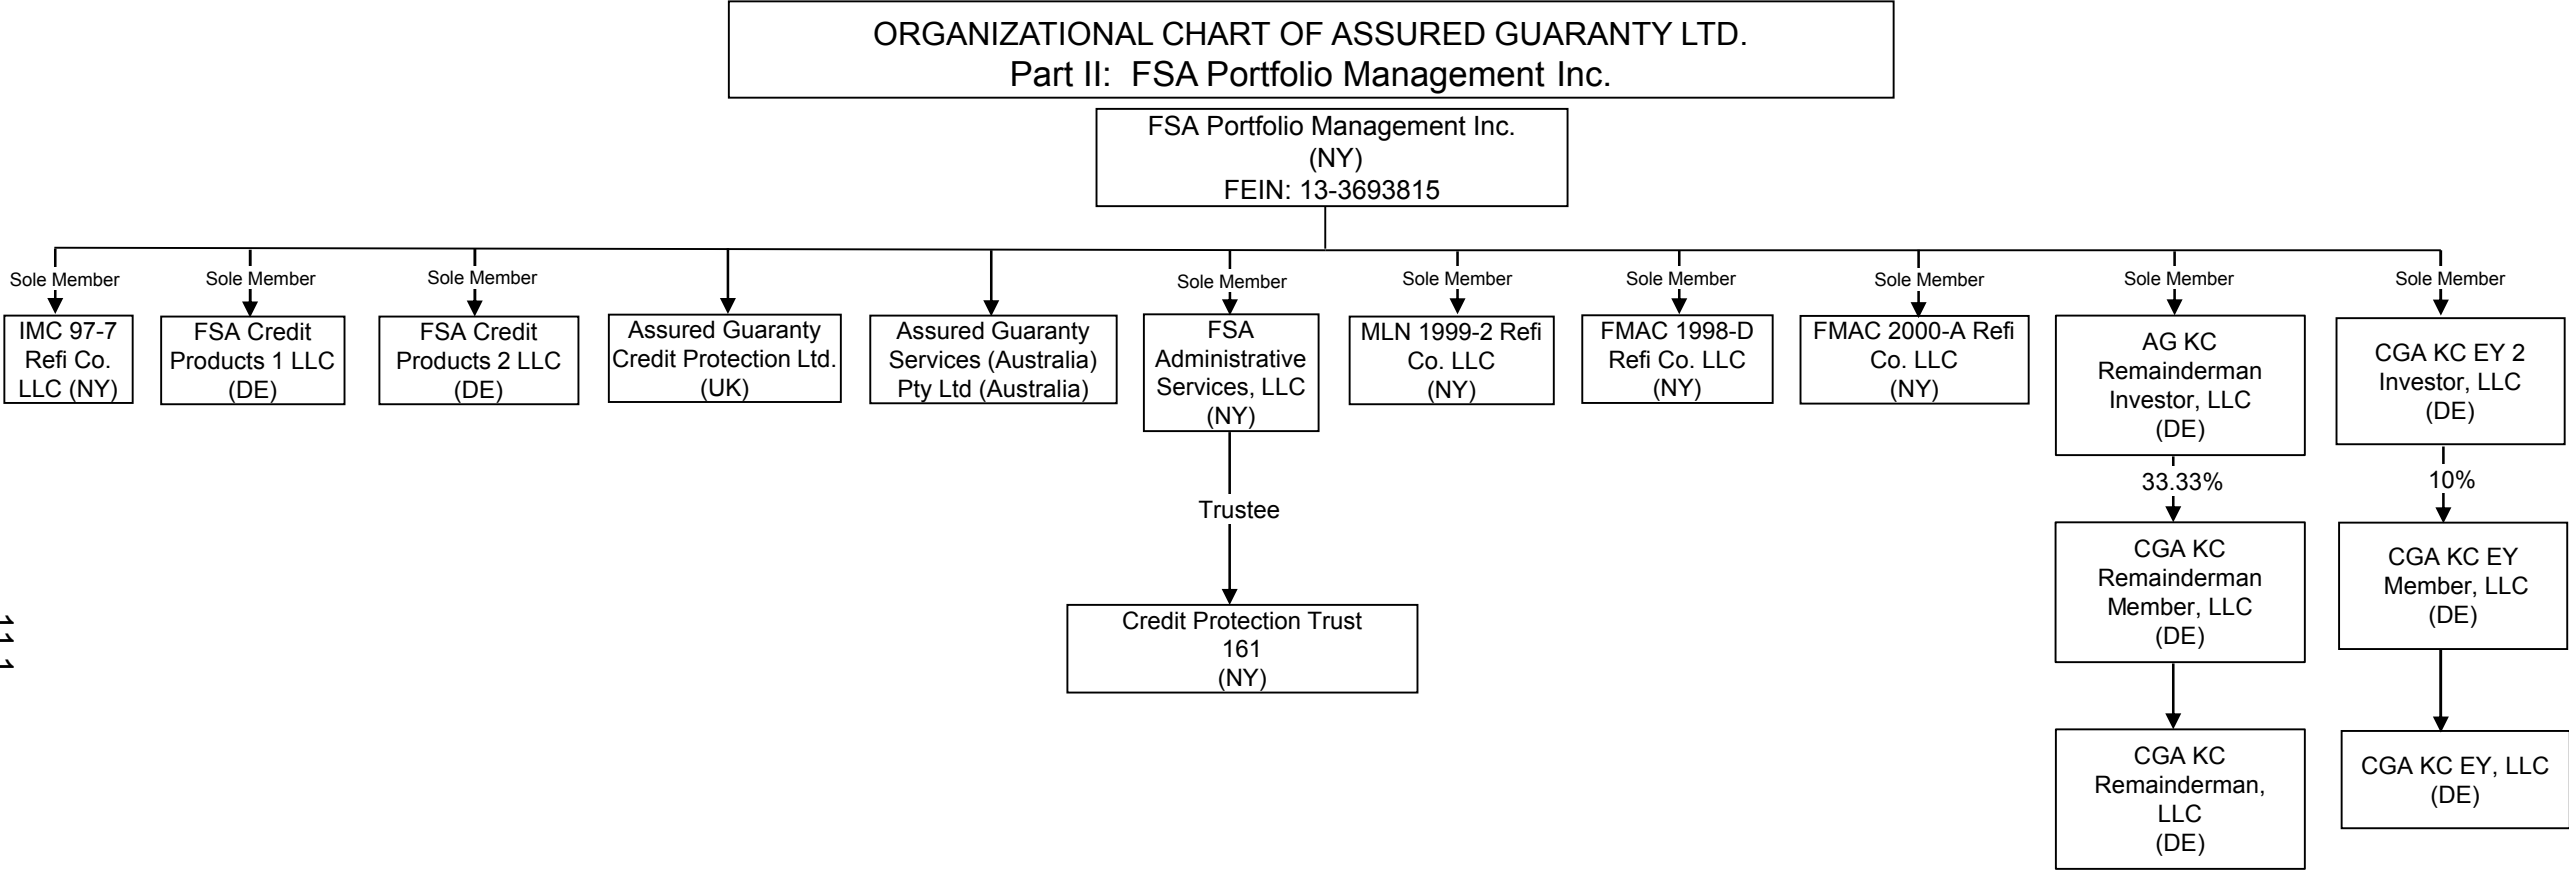 ORGANIZATIONAL CHART OF ASSURED GUARANTY LTD.
Part II: FSA Portfolio Management Inc.
FSA Portfolio Management Inc.
(NY)
FEIN: 13-3693815
Sole Member
Sole Member
Sole Member
Sole Member
Sole Member
Sole Member
Sole Member
Sole Member
Sole Member
IMC 97-7
Refi Co.
LLC (NY)
FSA Credit
Products 1 LLC
(DE)
FSA Credit
Products 2 LLC
(DE)
Assured Guaranty
Credit Protection Ltd.
(UK)
Assured Guaranty
Services (Australia)
Pty Ltd (Australia)
FSA
Administrative
Services, LLC
(NY)
MLN 1999-2 Refi
Co. LLC
(NY)
FMAC 1998-D
Refi Co. LLC
(NY)
FMAC 2000-A Refi
Co. LLC
(NY)
AG KC
Remainderman
Investor, LLC
(DE)
CGA KC EY 2
Investor, LLC
(DE)
33.33%
10%
Trustee
CGA KC
Remainderman
Member, LLC
(DE)
CGA KC EY
Member, LLC
(DE)
Credit Protection Trust
161
(NY)
CGA KC
Remainderman,
LLC
(DE)
CGA KC EY, LLC
(DE)